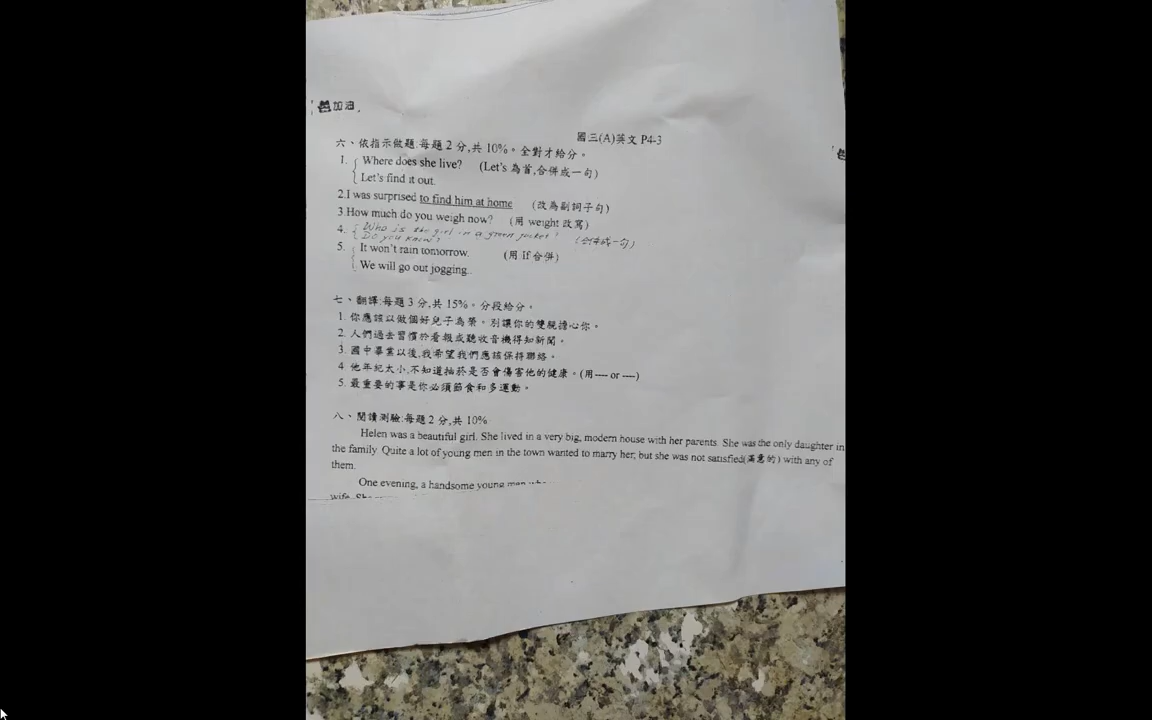 加油.
國三(A)英文 P4-3
六、依指示做題:每題2分,共10%。全對才給分。
1. Where does she live? (Let's 為首,合併成一句)
Let's find it out.
2.I was surprised to find him at home (改為副詞子句)
3.How much do you weigh now? (用 weight 改寫)
4. Who is the girl in a green jacket? (合併成一句)
Do you know?
5. It won't rain tomorrow. (用 if 合併)
We will go out jogging.
七、翻譯:每題3分,共15%。分段給分。
1. 你應該以做個好兒子為榮。別讓你的雙親擔心你。
2. 人們過去習慣於看報或聽收音機得知新聞。
3. 國中畢業以後,我希望我們應該保持聯絡。
4 他年紀太小,不知道抽菸是否會傷害他的健康。(用---- or ----)
5. 最重要的事是你必須節食和多運動。
八、閱讀測驗:每題2分,共10%
Helen was a beautiful girl. She lived in a very big, modern house with her parents. She was the only daughter in
the family. Quite a lot of young men in the town wanted to marry her, but she was not satisfied(滿意的) with any of
them.
One evening, a handsome young man
wife.